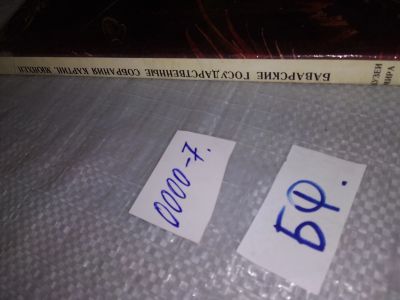 БАВАРСКИЕ ГОСУДАРСТВЕННЫЕ СОБРАНИЯ КАРТИН. МЮНХЕН
0000-7.
БФ.